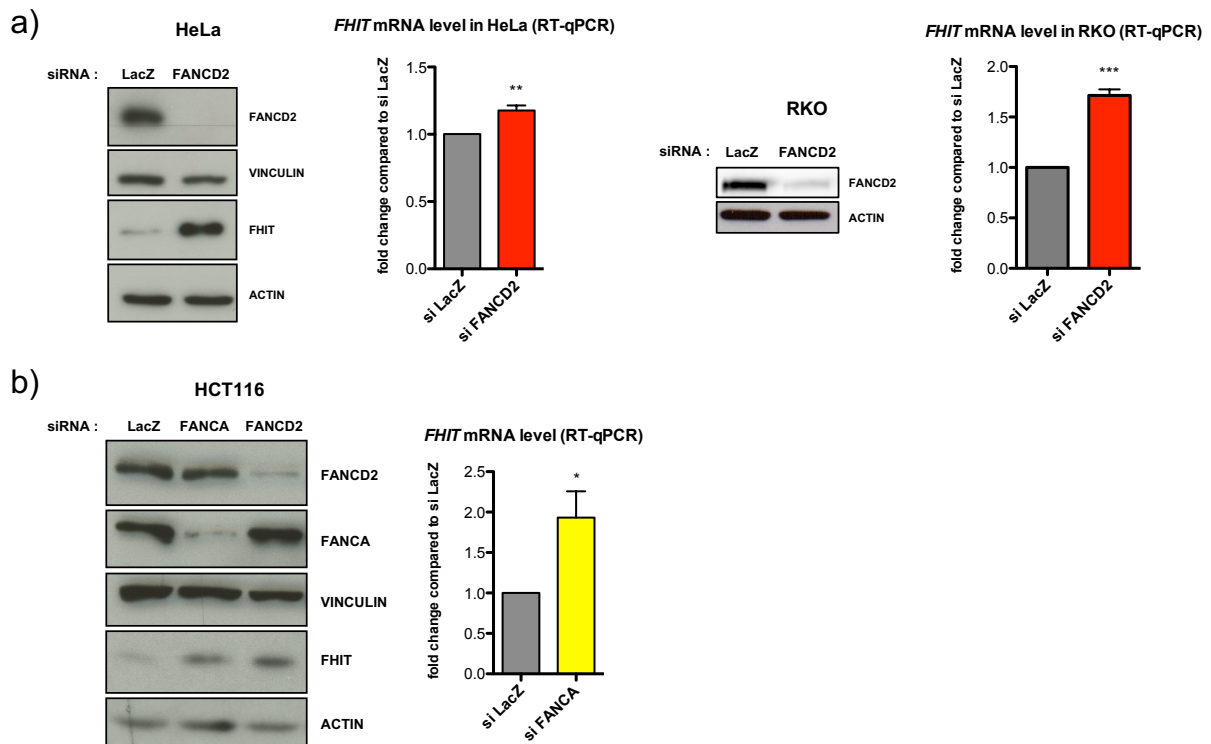 a)
HeLa
siRNA : LacZ FANCD2
FANCD2
VINCULIN
FHIT
ACTIN
FHIT mRNA level in HeLa (RT-qPCR)
fold change compared to si LacZ
1.5
1.0
0.5
0.0
**
si LacZ
si FANCD2
RKO
siRNA : LacZ FANCD2
FANCD2
ACTIN
FHIT mRNA level in RKO (RT-qPCR)
fold change compared to si LacZ
2.0
1.5
1.0
0.5
0.0
***
si LacZ
si FANCD2
b)
HCT116
siRNA : LacZ FANCA FANCD2
FANCD2
FANCA
VINCULIN
FHIT
ACTIN
FHIT mRNA level (RT-qPCR)
fold change compared to si LacZ
2.5
2.0
1.5
1.0
0.5
0.0
*
si LacZ
si FANCA